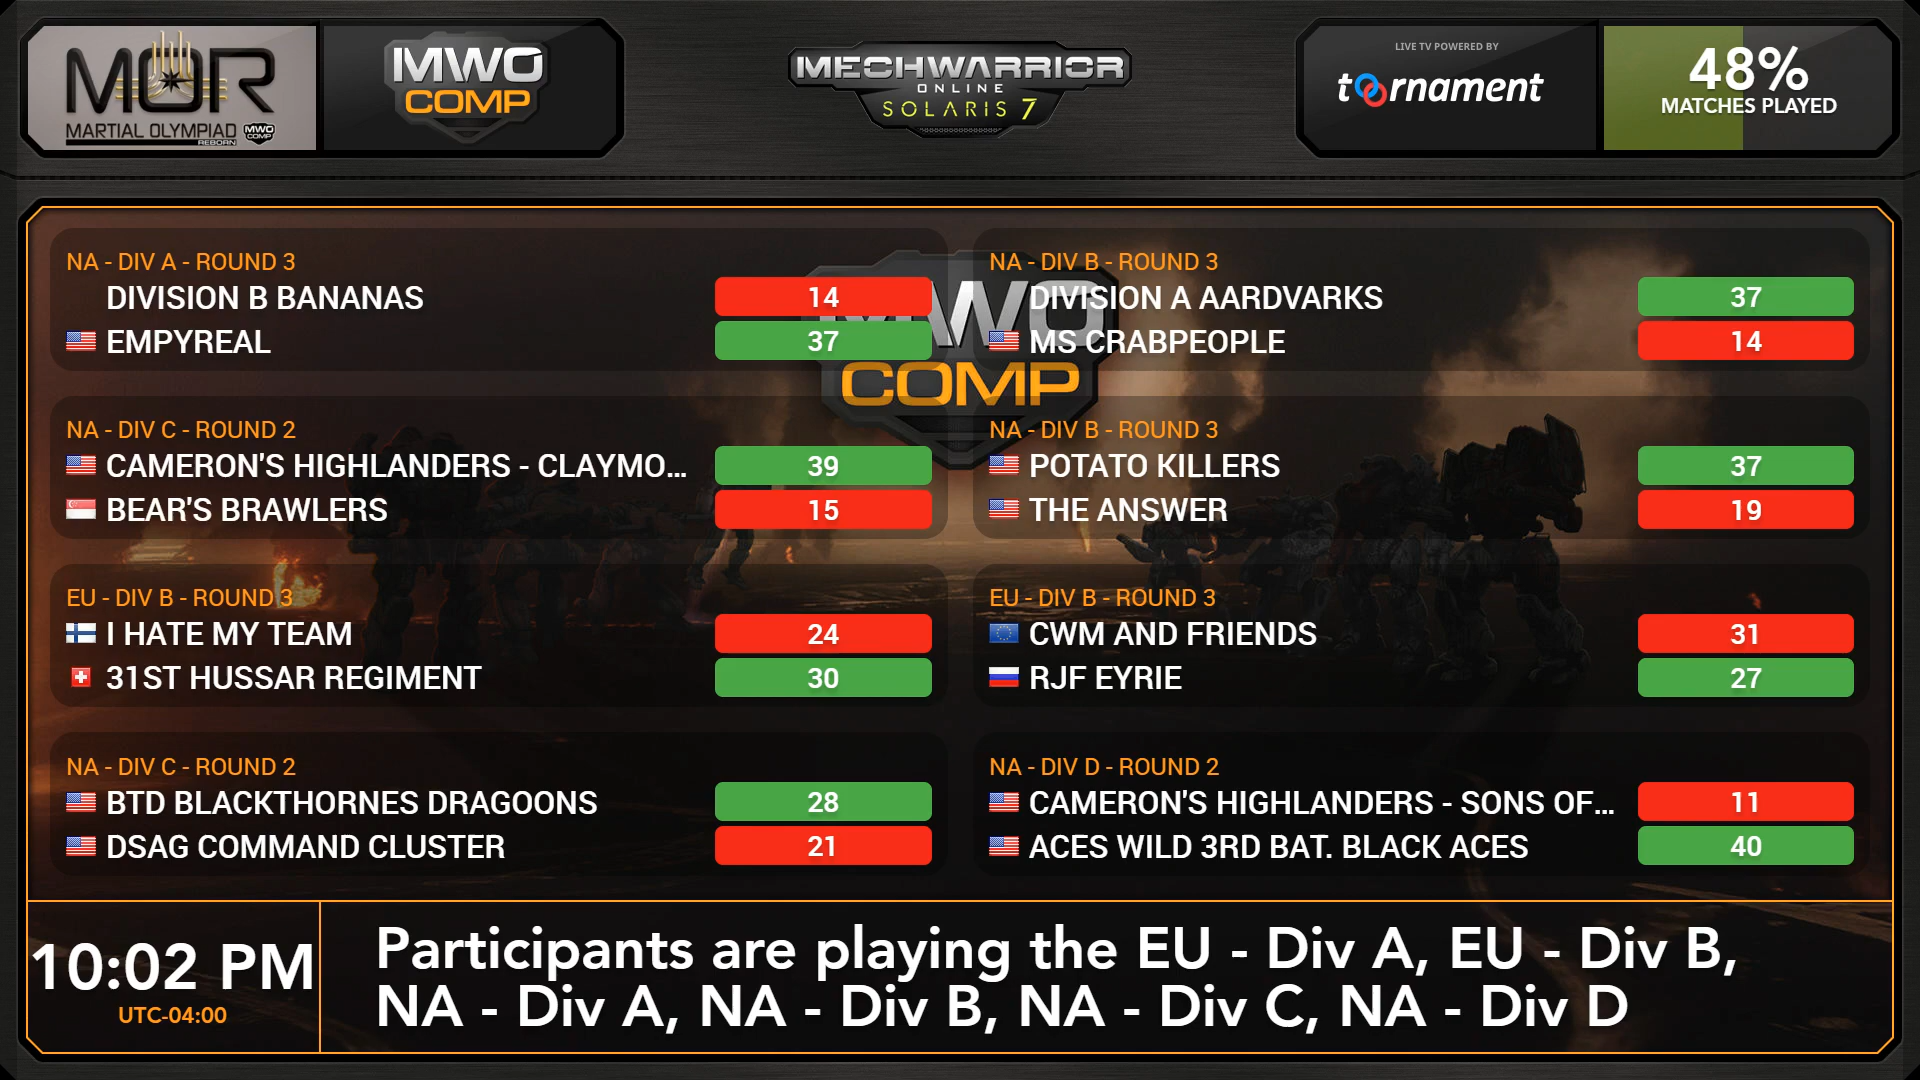 MOR
MARTIAL OLYMPIAD
MWO COMP
REBORN
MWO
COMP
MECHWARRIOR
ONLINE
SOLARIS 7
LIVE TV POWERED BY
toornament
48%
MATCHES PLAYED
MWO
COMP
NA - DIV A - ROUND 3
DIVISION B BANANAS 14
EMPYREAL 37
NA - DIV B - ROUND 3
DIVISION A AARDVARKS 37
MS CRABPEOPLE 14
NA - DIV C - ROUND 2
CAMERON'S HIGHLANDERS - CLAYMO... 39
BEAR'S BRAWLERS 15
NA - DIV B - ROUND 3
POTATO KILLERS 37
THE ANSWER 19
EU - DIV B - ROUND 3
I HATE MY TEAM 24
31ST HUSSAR REGIMENT 30
EU - DIV B - ROUND 3
CWM AND FRIENDS 31
RJF EYRIE 27
NA - DIV C - ROUND 2
BTD BLACKTHORNES DRAGOONS 28
DSAG COMMAND CLUSTER 21
NA - DIV D - ROUND 2
CAMERON'S HIGHLANDERS - SONS OF... 11
ACES WILD 3RD BAT. BLACK ACES 40
10:02 PM
UTC-04:00
Participants are playing the EU - Div A, EU - Div B,
NA - Div A, NA - Div B, NA - Div C, NA - Div D